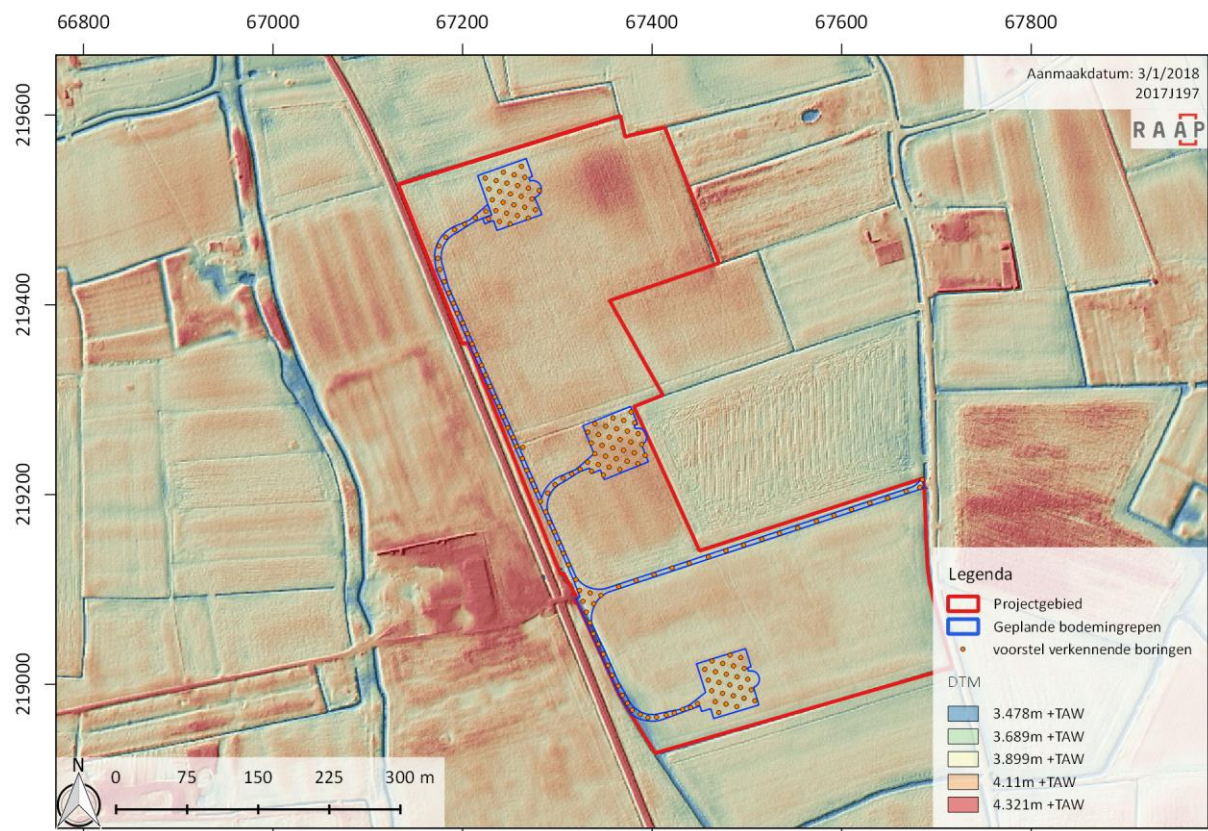 66800 67000 67200 67400 67600 67800
Aanmaakdatum: 3/1/2018
2017J197
RAAP
219600
219400
219200
219000
Legenda
Projectgebied
Geplande bodemingrepen
voorstel verkennende boringen
DTM
3.478m +TAW
3.689m +TAW
3.899m +TAW
4.11m +TAW
4.321m +TAW
N
0 75 150 225 300 m